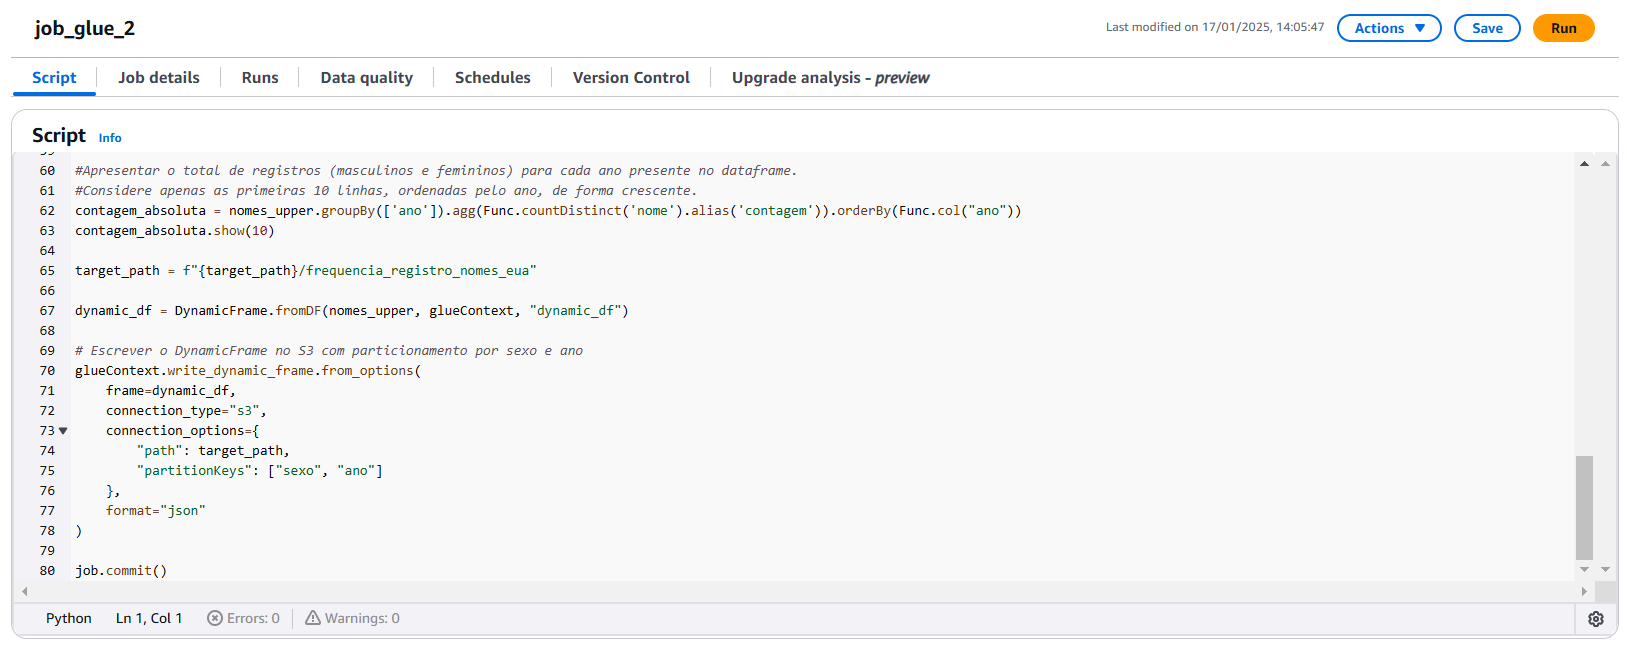 job_glue_2
Last modified on 17/01/2025, 14:05:47
Actions
Save
Run
Script
Job details
Runs
Data quality
Schedules
Version Control
Upgrade analysis - preview
Script Info
60 #Apresentar o total de registros (masculinos e femininos) para cada ano presente no dataframe.
61 #Considere apenas as primeiras 10 linhas, ordenadas pelo ano, de forma crescente.
62 contagem_absoluta = nomes_upper.groupBy(['ano']).agg(Func.countDistinct('nome').alias('contagem')).orderBy(Func.col("ano"))
63 contagem_absoluta.show(10)
64
65 target_path = f"{target_path}/frequencia_registro_nomes_eua"
66
67 dynamic_df = DynamicFrame.fromDF(nomes_upper, glueContext, "dynamic_df")
68
69 # Escrever o DynamicFrame no S3 com particionamento por sexo e ano
70 glueContext.write_dynamic_frame.from_options(
71     frame=dynamic_df,
72     connection_type="s3",
73     connection_options={
74         "path": target_path,
75         "partitionKeys": ["sexo", "ano"]
76     },
77     format="json"
78 )
79
80 job.commit()
Python Ln 1, Col 1 Errors: 0 Warnings: 0